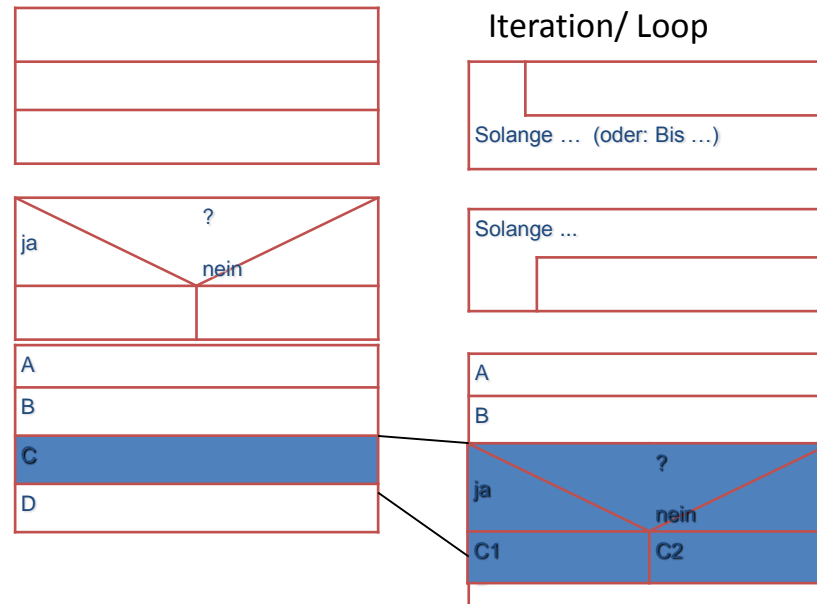 Iteration/ Loop
Solange … (oder: Bis …)
?
ja
nein
Solange ...
A
B
C
D
A
B
?
ja
nein
C1
C2